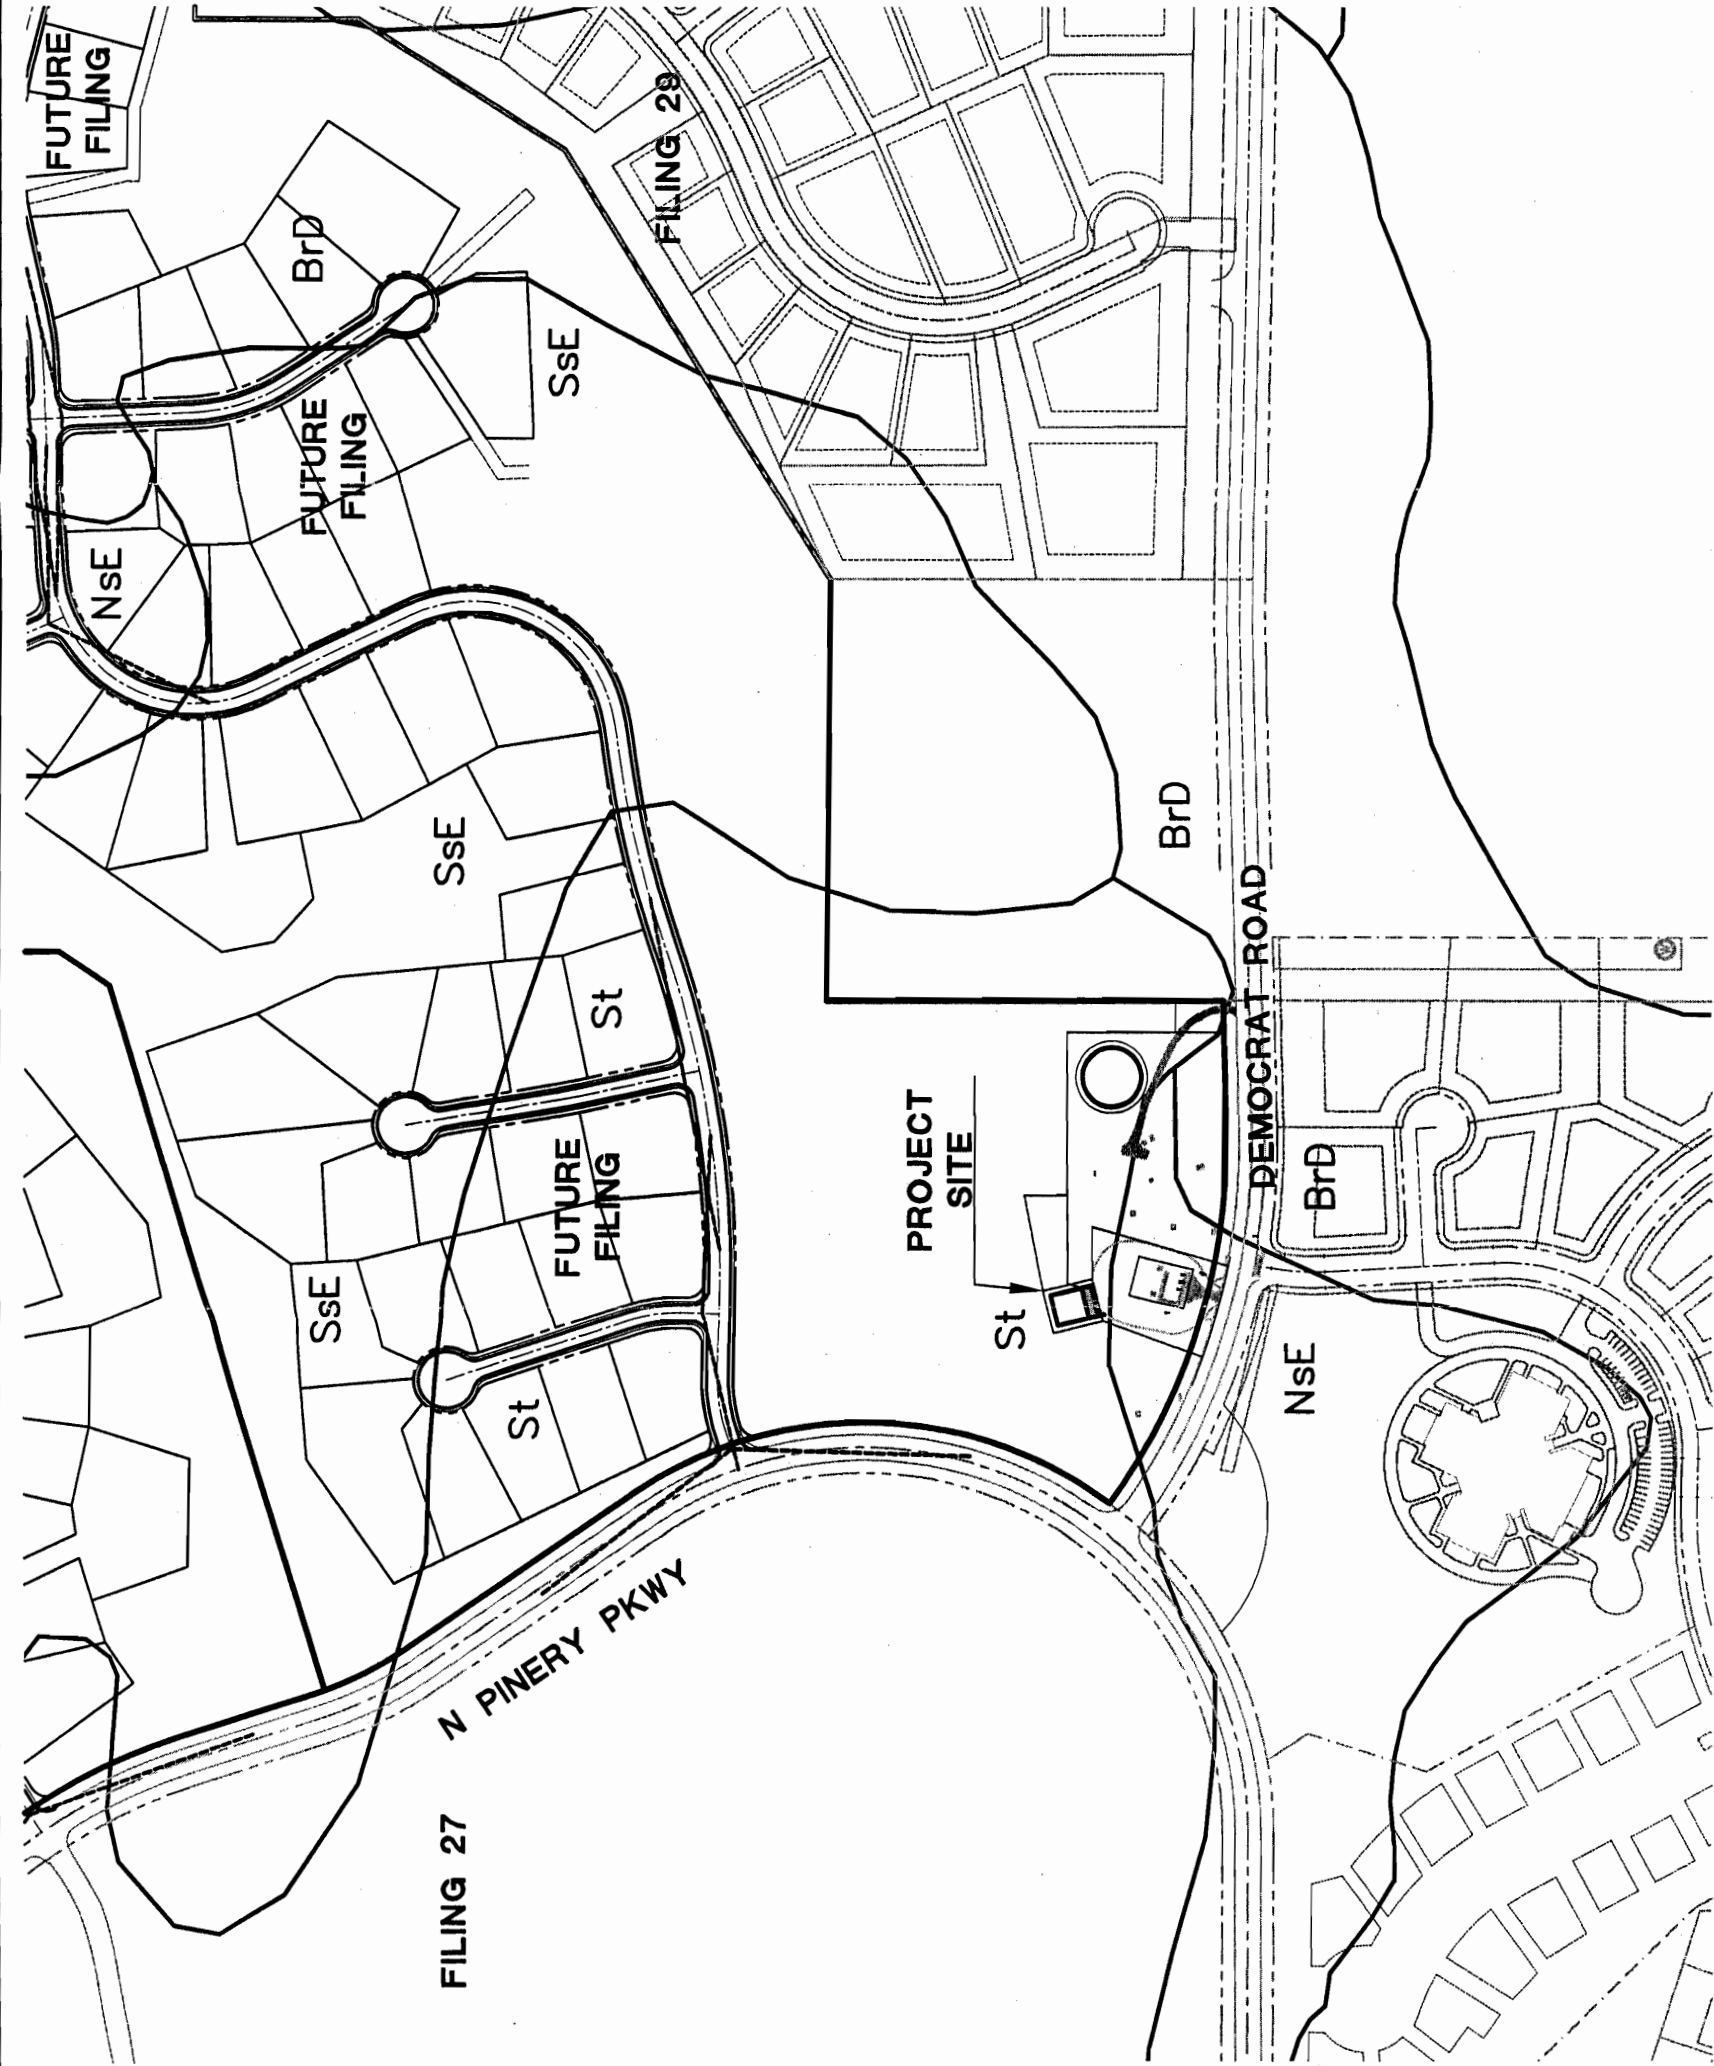 FUTURE
FILING
FILING 29
BrD
SsE
FUTURE
FILING
NsE
SsE
BrD
DEMOCRAT ROAD
St
PROJECT
SITE
FUTURE
FILING
BrD
SsE
St
St
NsE
N PINERY PKWY
FILING 27
W